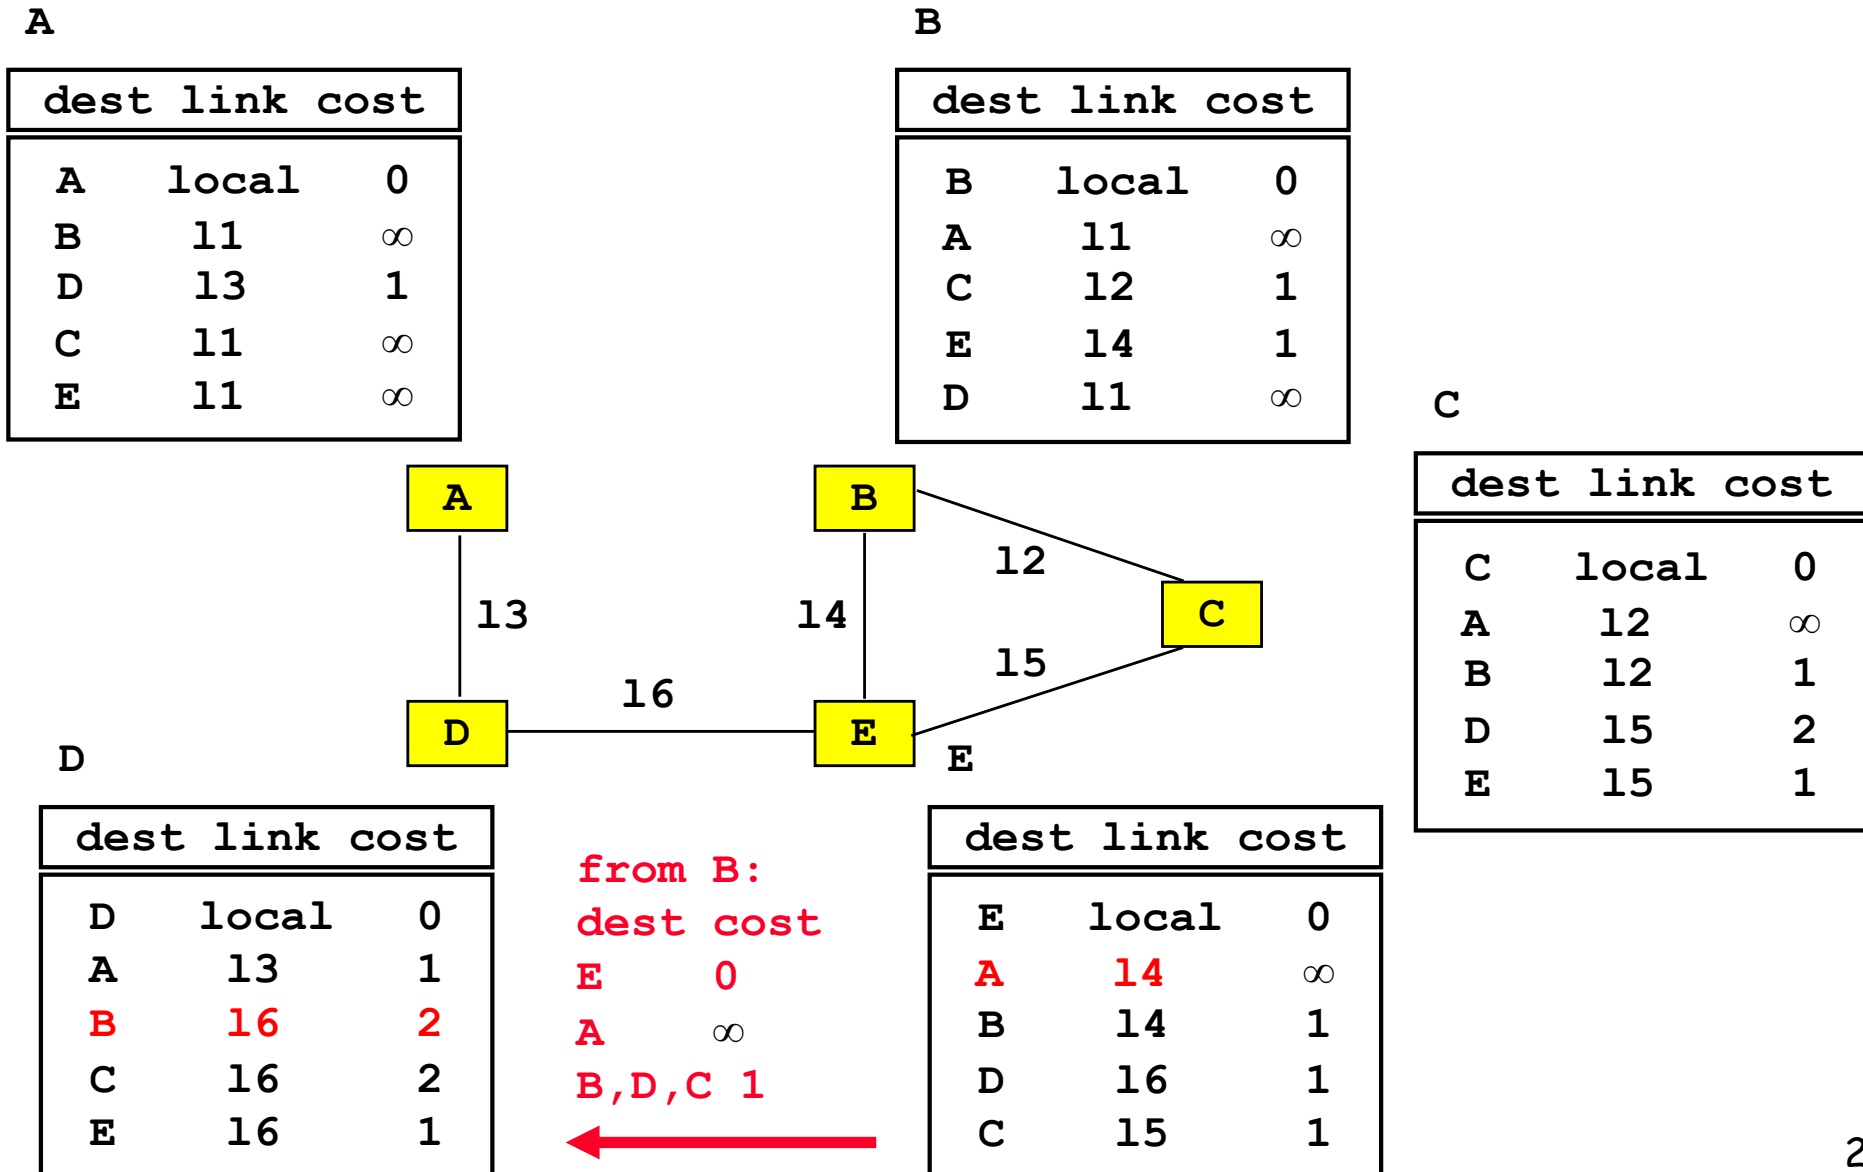 A
dest link cost
A local 0
B l1 ∞
D l3 1
C l1 ∞
E l1 ∞
B
dest link cost
B local 0
A l1 ∞
C l2 1
E l4 1
D l1 ∞
C
dest link cost
C local 0
A l2 ∞
B l2 1
D l5 2
E l5 1
A
B
l2
C
l3
l4
l5
l6
D
E
D
dest link cost
D local 0
A l3 1
B l6 2
C l6 2
E l6 1
from B:
dest cost
E 0
A ∞
B,D,C 1
E
dest link cost
E local 0
A l4 ∞
B l4 1
D l6 1
C l5 1
2